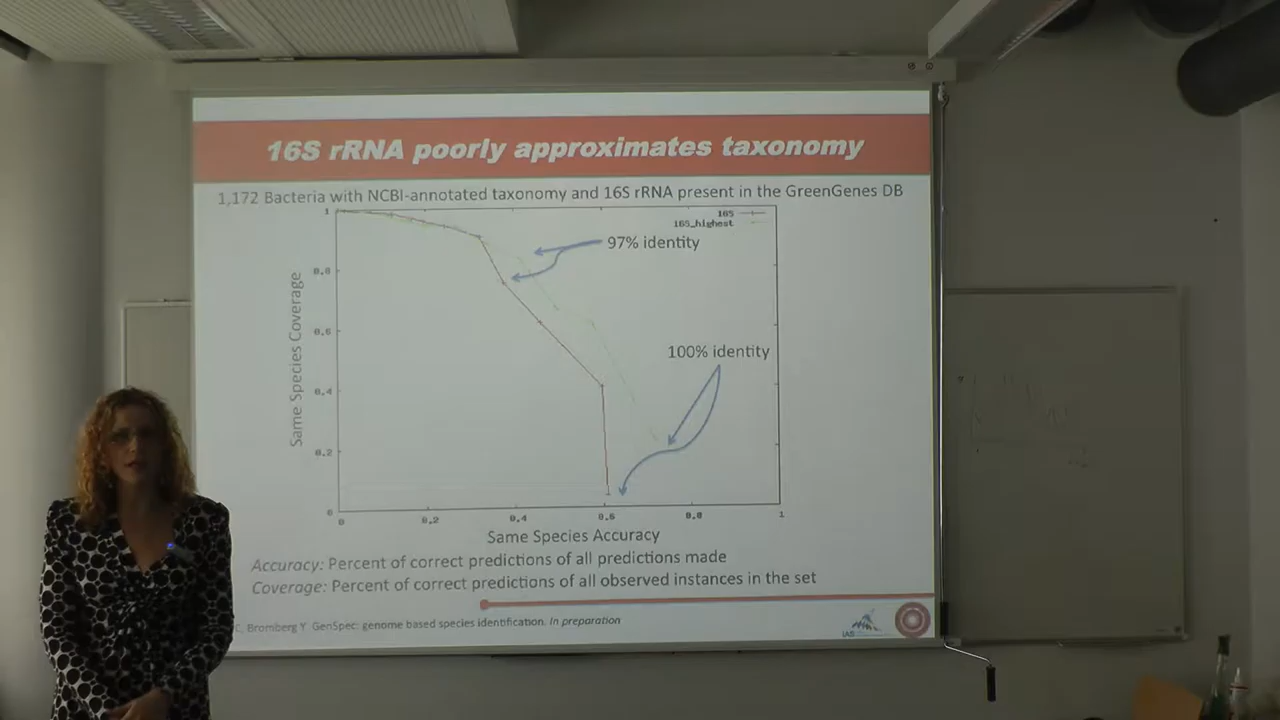 16S rRNA poorly approximates taxonomy
1,172 Bacteria with NCBI-annotated taxonomy and 16S rRNA present in the GreenGenes DB
16S
16S_highest
97% identity
100% identity
Same Species Coverage
1
0.8
0.6
0.4
0.2
0
0 0.2 0.4 0.6 0.8 1
Same Species Accuracy
Accuracy: Percent of correct predictions of all predictions made
Coverage: Percent of correct predictions of all observed instances in the set
Bromberg Y. GenSpec: genome based species identification. In preparation
IAS